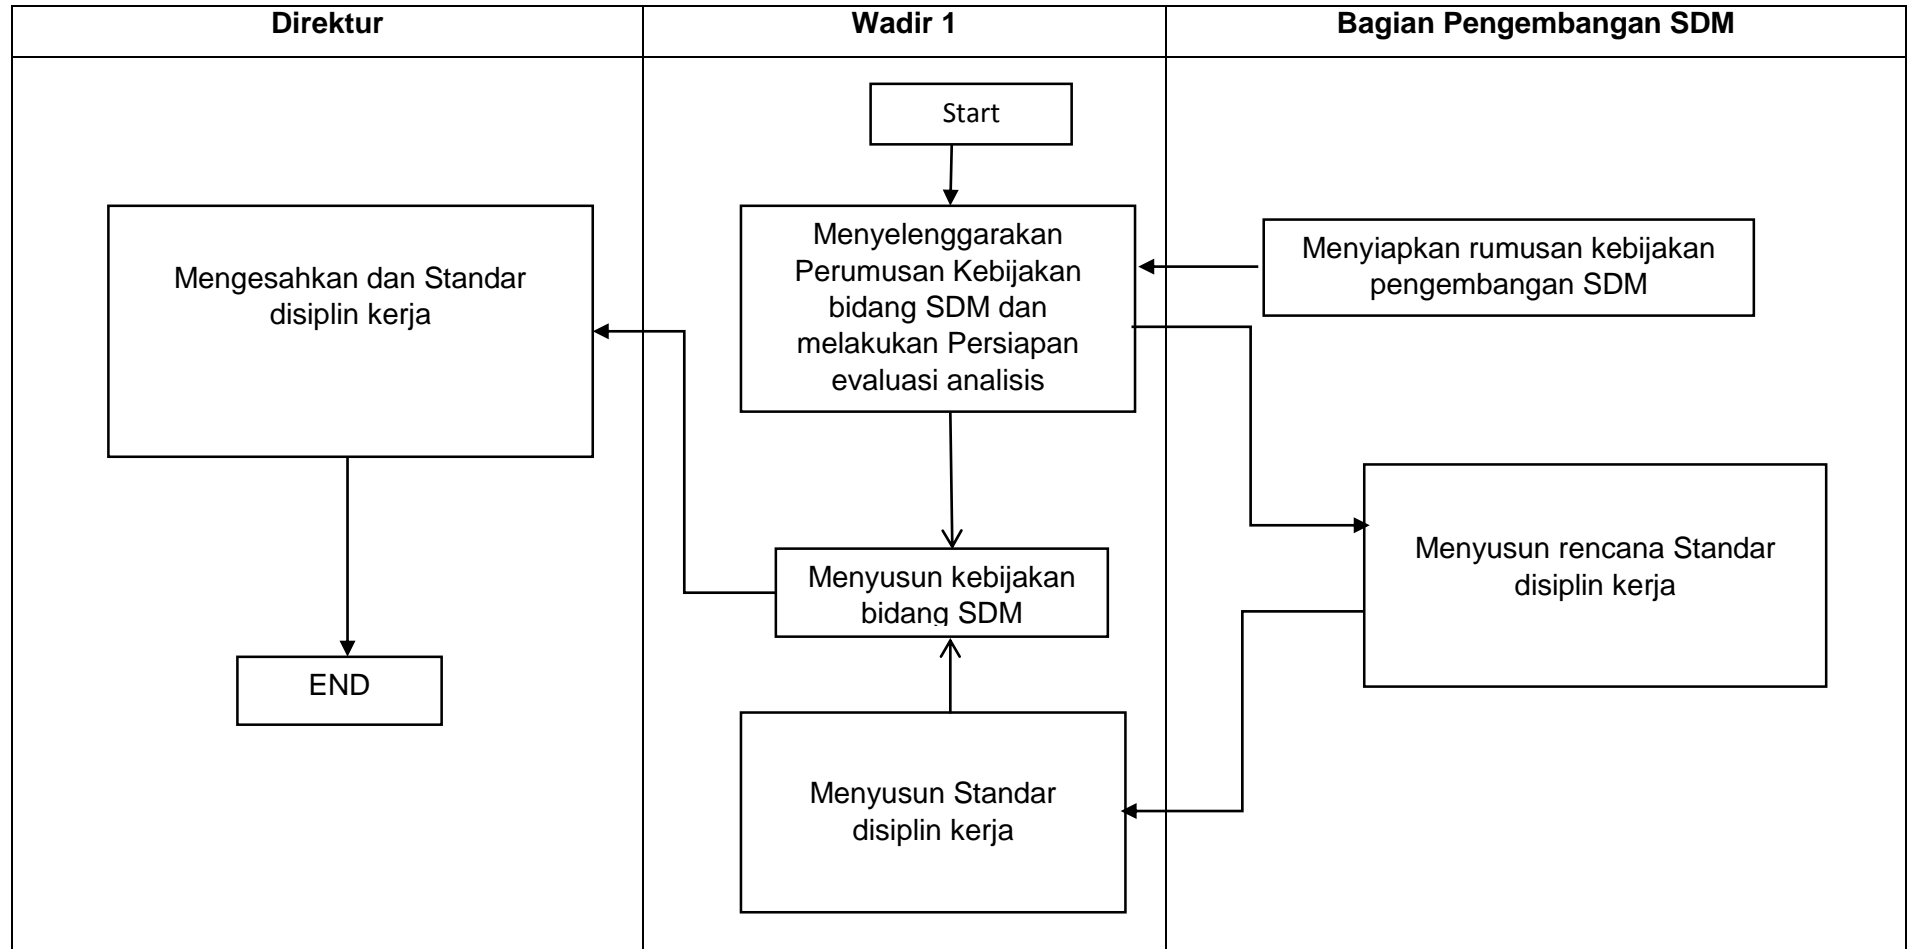 Direktur
Wadir 1
Bagian Pengembangan SDM
Start
Mengesahkan dan Standar
disiplin kerja
Menyelenggarakan
Perumusan Kebijakan
bidang SDM dan
melakukan Persiapan
evaluasi analisis
Menyiapkan rumusan kebijakan
pengembangan SDM
Menyusun rencana Standar
disiplin kerja
Menyusun kebijakan
bidang SDM
END
Menyusun Standar
disiplin kerja